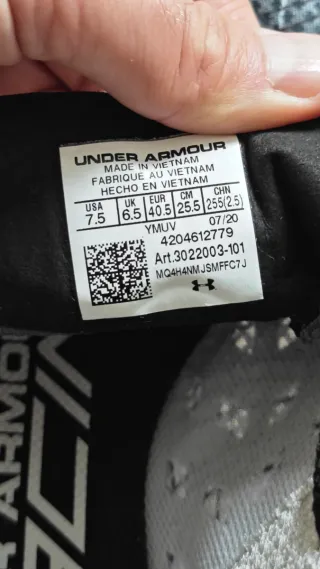 UNDER ARMOUR
MADE IN VIETNAM
FABRIQUE AU VIETNAM
HECHO EN VIETNAM
USA UK EUR CM CHN
7.5 6.5 40.5 25.5 255(2.5)
YMUV 07/20
4204612779
Art.3022003-101
MQ4H4NMJSMFFC7J
ARMOU